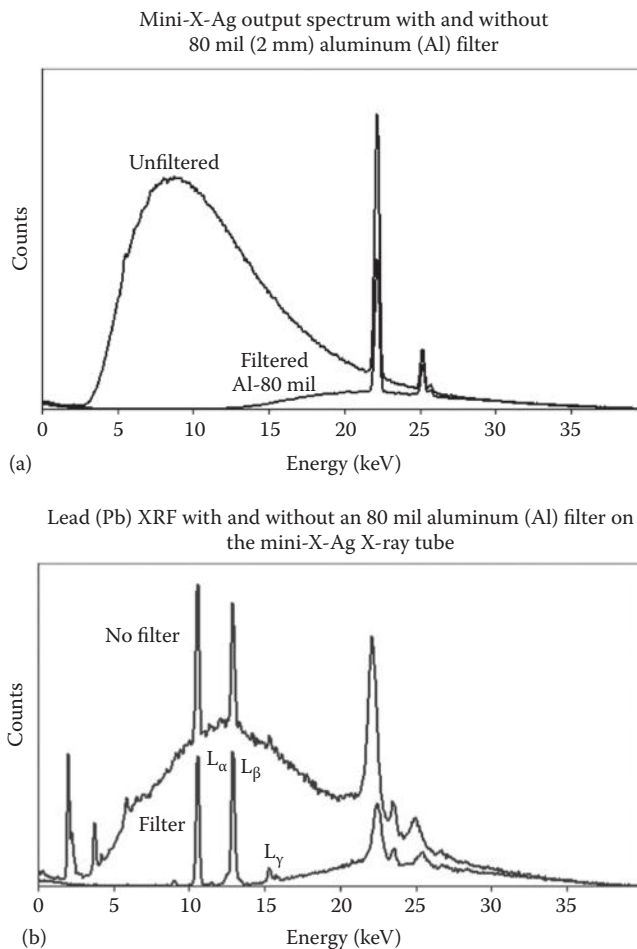 Mini-X-Ag output spectrum with and without
80 mil (2 mm) aluminum (Al) filter
Counts
Unfiltered
Filtered
Al-80 mil
0 5 10 15 20 25 30 35
Energy (keV)
(a)
Lead (Pb) XRF with and without an 80 mil aluminum (Al) filter on
the mini-X-Ag X-ray tube
Counts
No filter
Lα
Lβ
Filter
Lγ
0 5 10 15 20 25 30 35
Energy (keV)
(b)